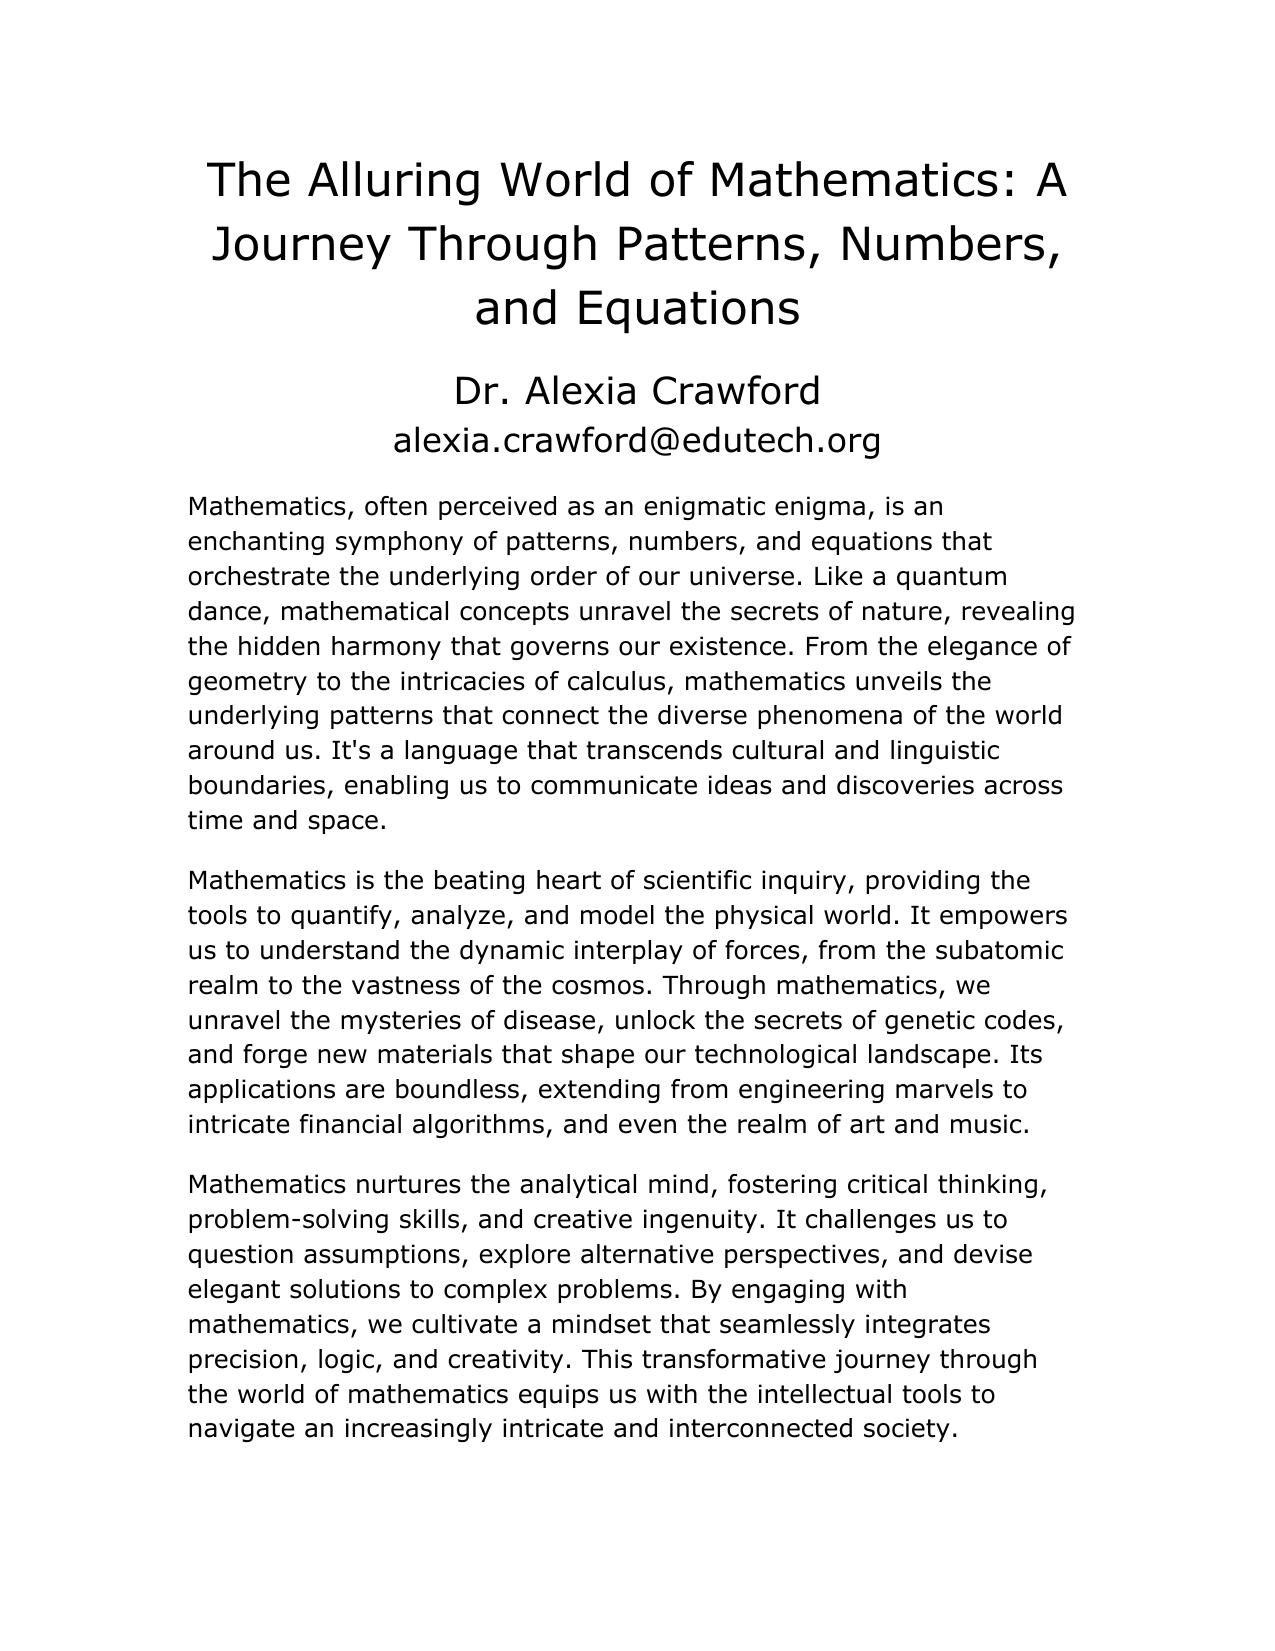 The Alluring World of Mathematics: A
Journey Through Patterns, Numbers,
and Equations
Dr. Alexia Crawford
alexia.crawford@edutech.org
Mathematics, often perceived as an enigmatic enigma, is an
enchanting symphony of patterns, numbers, and equations that
orchestrate the underlying order of our universe. Like a quantum
dance, mathematical concepts unravel the secrets of nature, revealing
the hidden harmony that governs our existence. From the elegance of
geometry to the intricacies of calculus, mathematics unveils the
underlying patterns that connect the diverse phenomena of the world
around us. It's a language that transcends cultural and linguistic
boundaries, enabling us to communicate ideas and discoveries across
time and space.
Mathematics is the beating heart of scientific inquiry, providing the
tools to quantify, analyze, and model the physical world. It empowers
us to understand the dynamic interplay of forces, from the subatomic
realm to the vastness of the cosmos. Through mathematics, we
unravel the mysteries of disease, unlock the secrets of genetic codes,
and forge new materials that shape our technological landscape. Its
applications are boundless, extending from engineering marvels to
intricate financial algorithms, and even the realm of art and music.
Mathematics nurtures the analytical mind, fostering critical thinking,
problem-solving skills, and creative ingenuity. It challenges us to
question assumptions, explore alternative perspectives, and devise
elegant solutions to complex problems. By engaging with
mathematics, we cultivate a mindset that seamlessly integrates
precision, logic, and creativity. This transformative journey through
the world of mathematics equips us with the intellectual tools to
navigate an increasingly intricate and interconnected society.